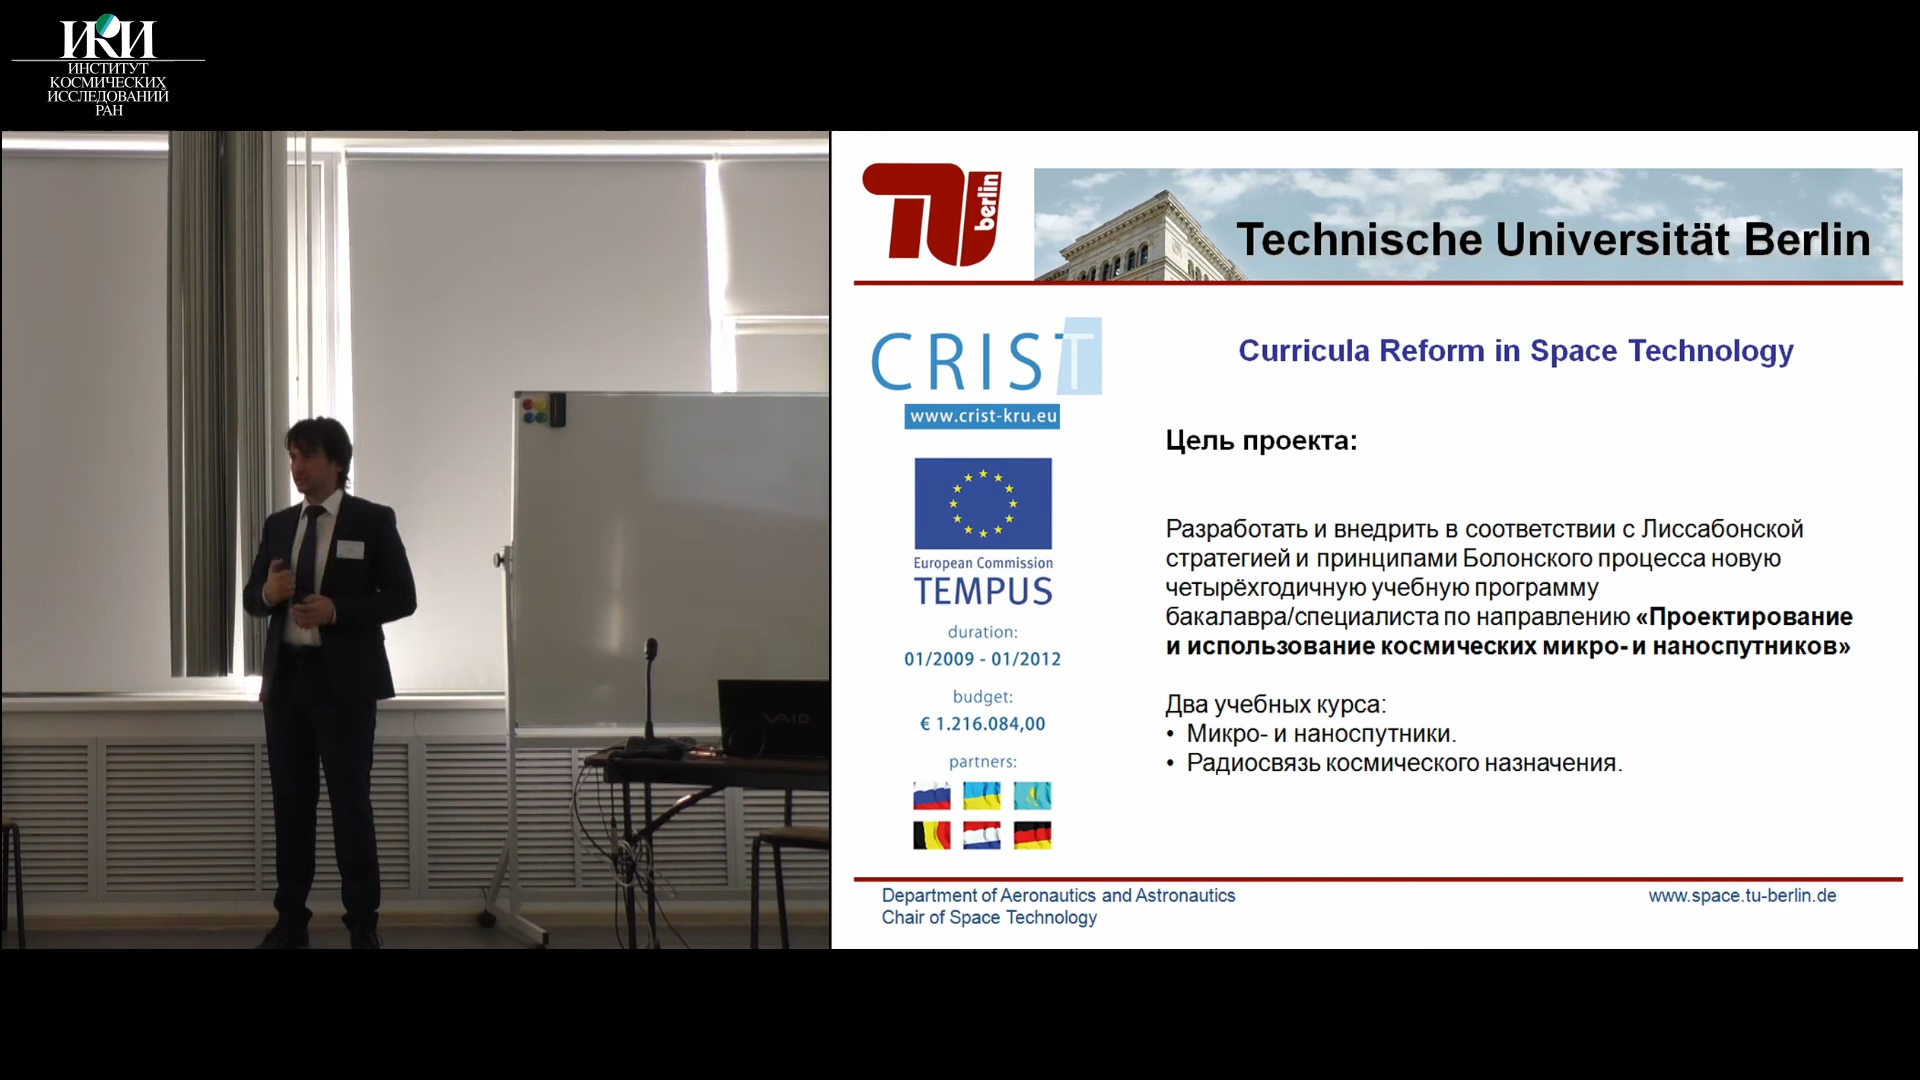 ИКИ
ИНСТИТУТ
КОСМИЧЕСКИХ
ИССЛЕДОВАНИЙ
РАН
TU berlin
Technische Universität Berlin
CRIST
www.crist-kru.eu
Curricula Reform in Space Technology
European Commission
TEMPUS
duration:
01/2009 - 01/2012
budget:
€ 1.216.084,00
partners:
Цель проекта:
Разработать и внедрить в соответствии с Лиссабонской
стратегией и принципами Болонского процесса новую
четырёхгодичную учебную программу
бакалавра/специалиста по направлению «Проектирование
и использование космических микро- и наноспутников»
Два учебных курса:
• Микро- и наноспутники.
• Радиосвязь космического назначения.
Department of Aeronautics and Astronautics
Chair of Space Technology
www.space.tu-berlin.de
VAIO